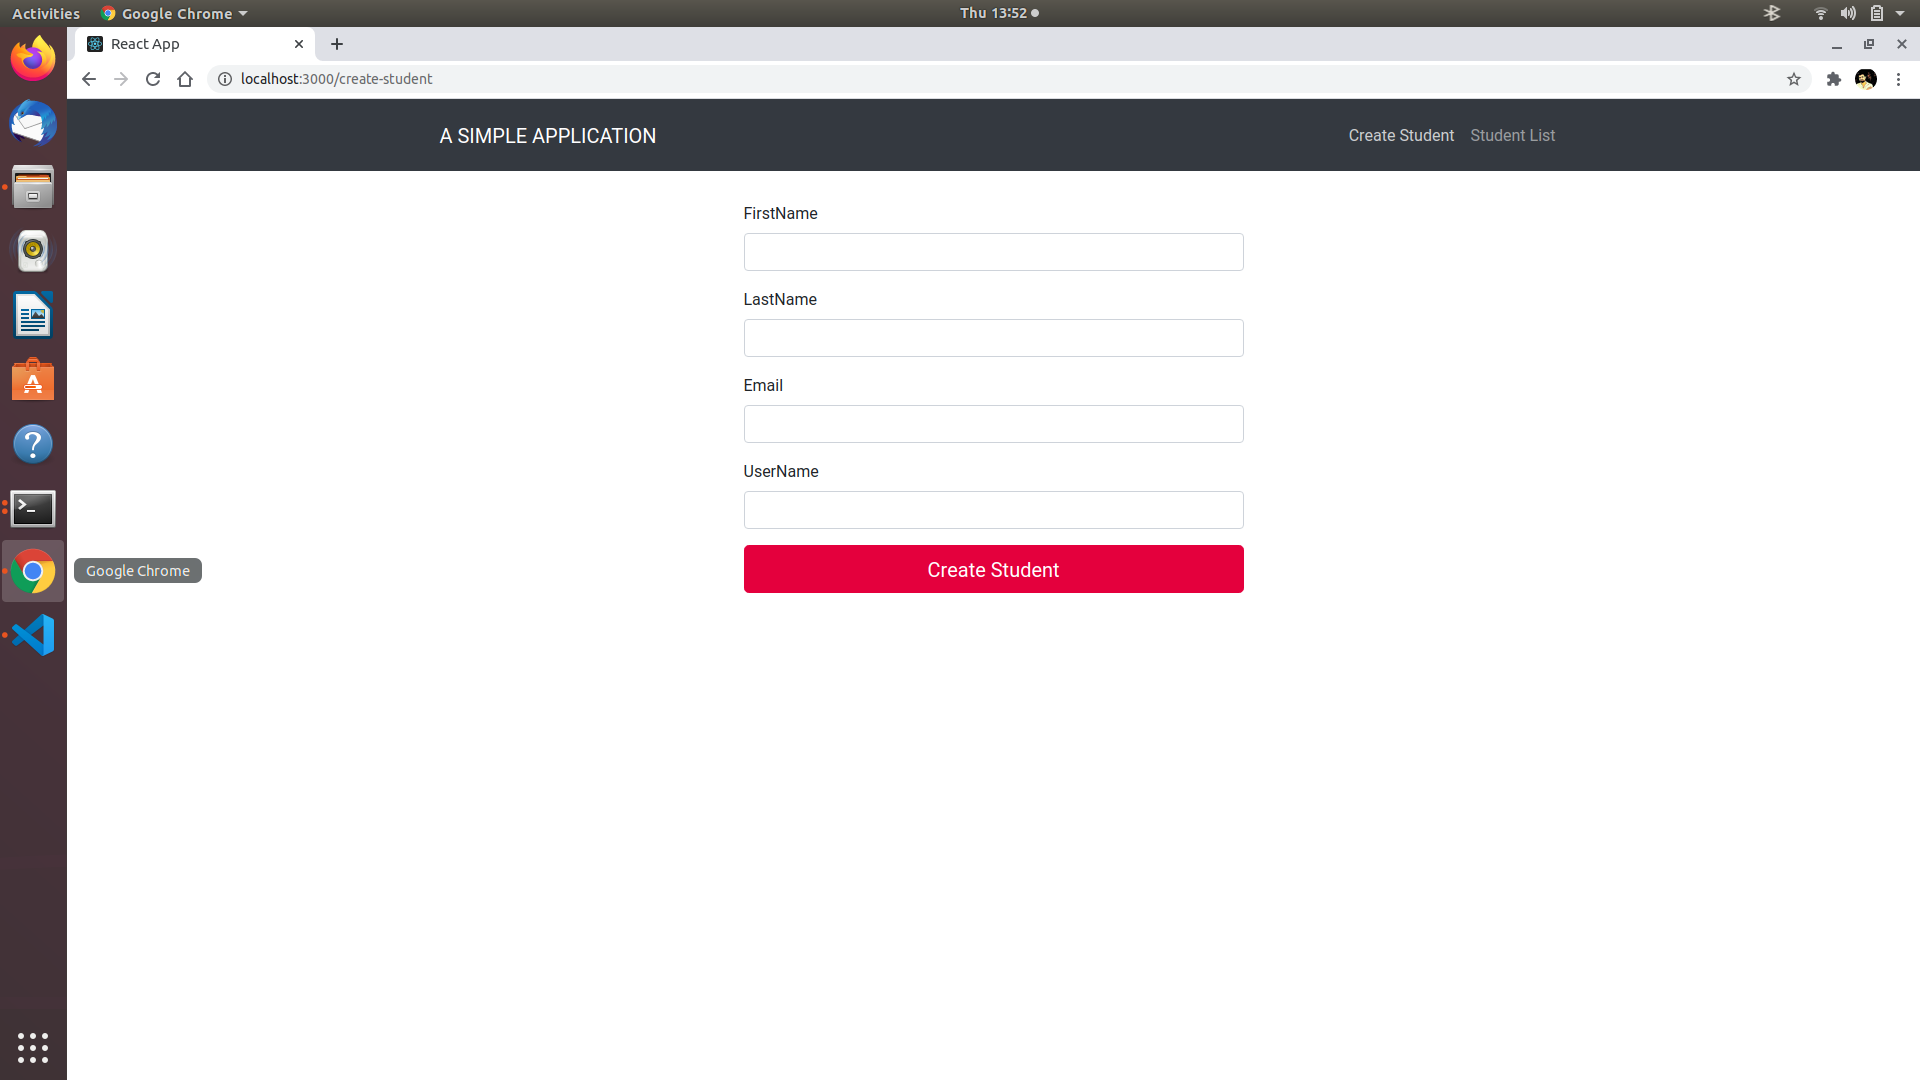 Activities Google Chrome Thu 13:52
React App
localhost:3000/create-student
A SIMPLE APPLICATION Create Student Student List
FirstName
LastName
Email
UserName
Create Student
Google Chrome